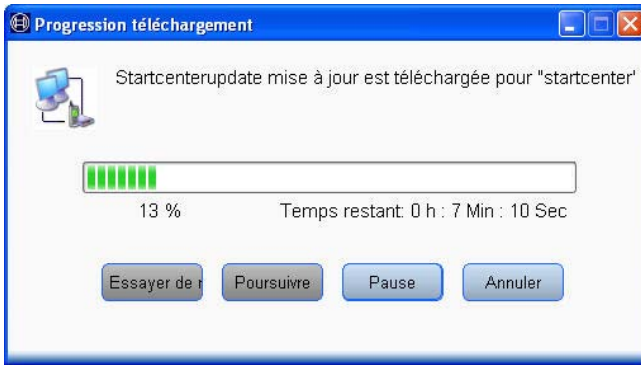 Progression téléchargement
Startcenterupdate mise à jour est téléchargée pour "startcenter'
13 % Temps restant: 0 h : 7 Min : 10 Sec
Essayer de r Poursuivre Pause Annuler